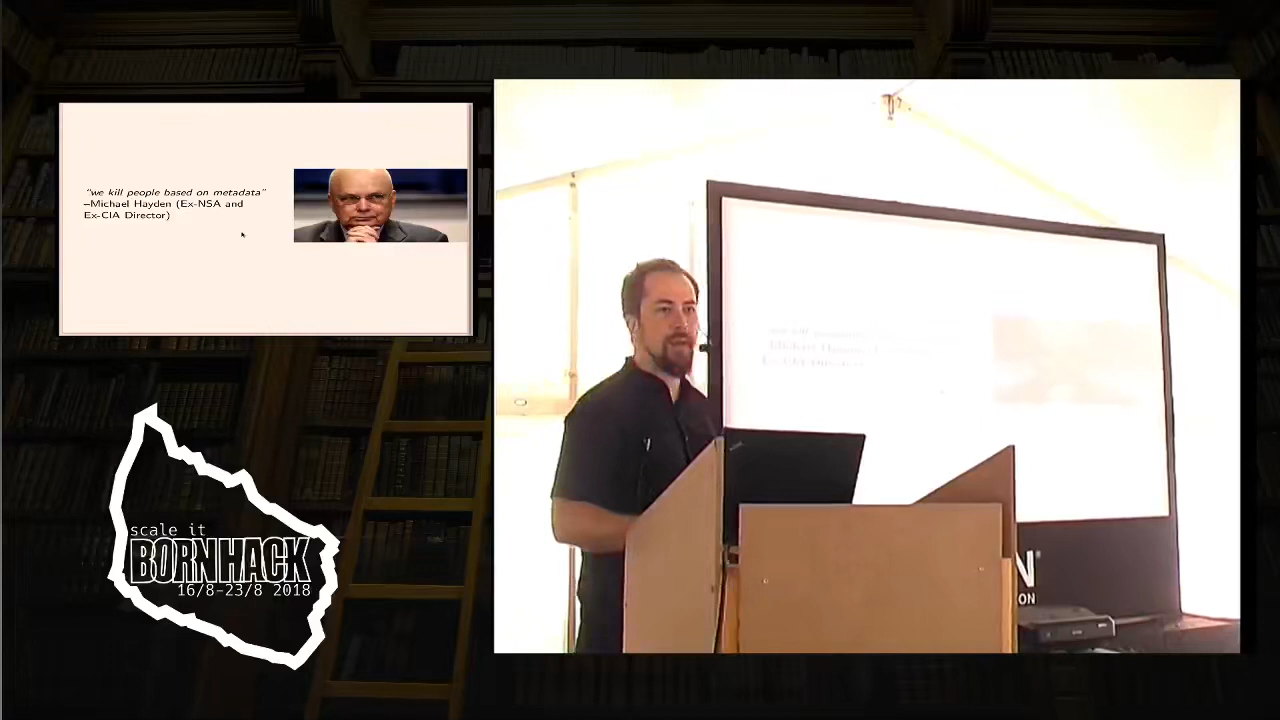 “we kill people based on metadata”
–Michael Hayden (Ex-NSA and
Ex-CIA Director)
scale it
BORNHACK
16/8-23/8 2018
N
ON